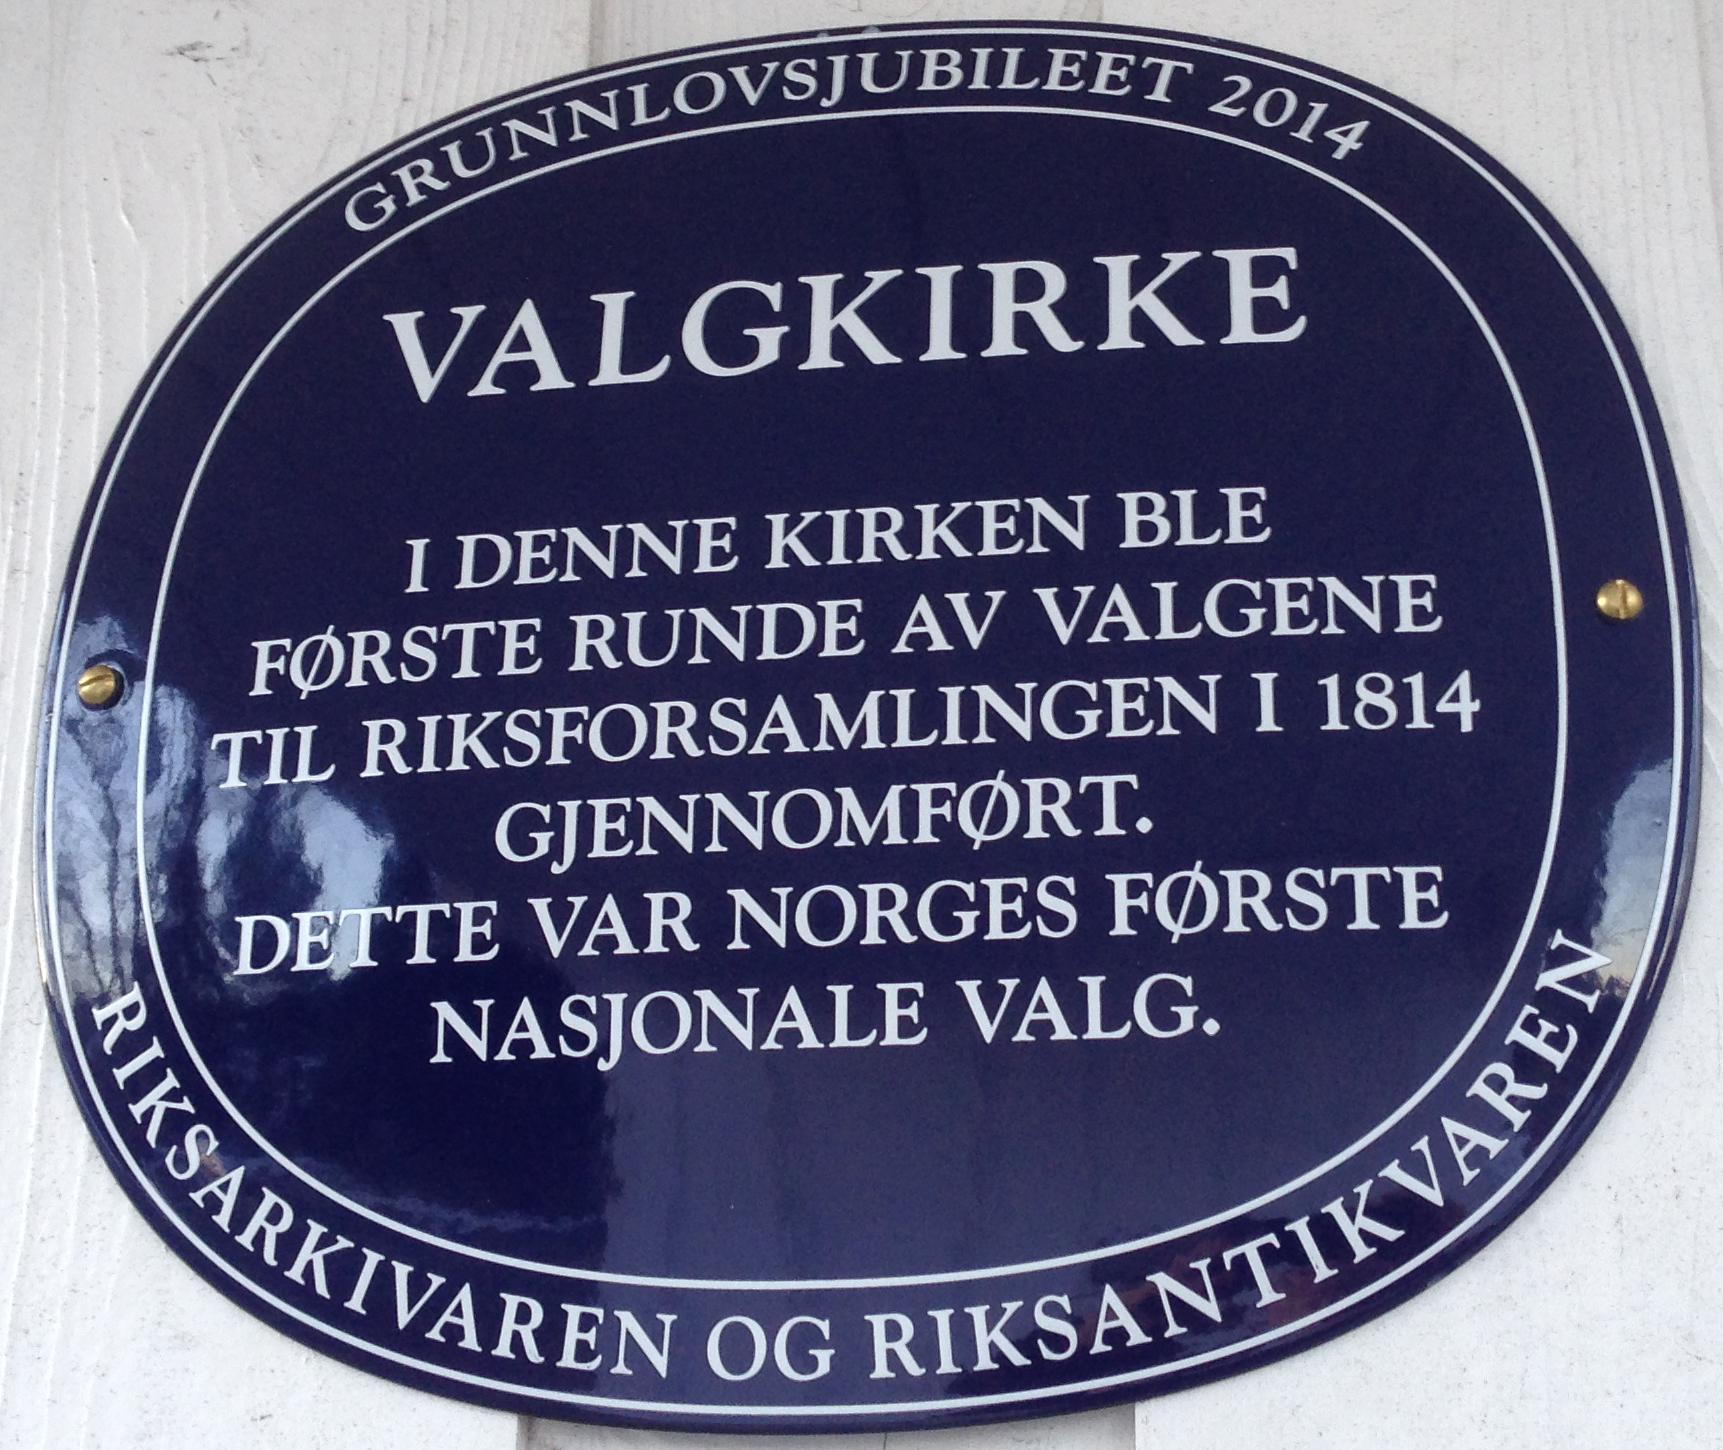 GRUNNLOVSJUBILEET 2014
VALGKIRKE
I DENNE KIRKEN BLE
FØRSTE RUNDE AV VALGENE
TIL RIKSFORSAMLINGEN I 1814
GJENNOMFØRT.
DETTE VAR NORGES FØRSTE
NASJONALE VALG.
RIKSARKIVAREN OG RIKSANTIKVAREN